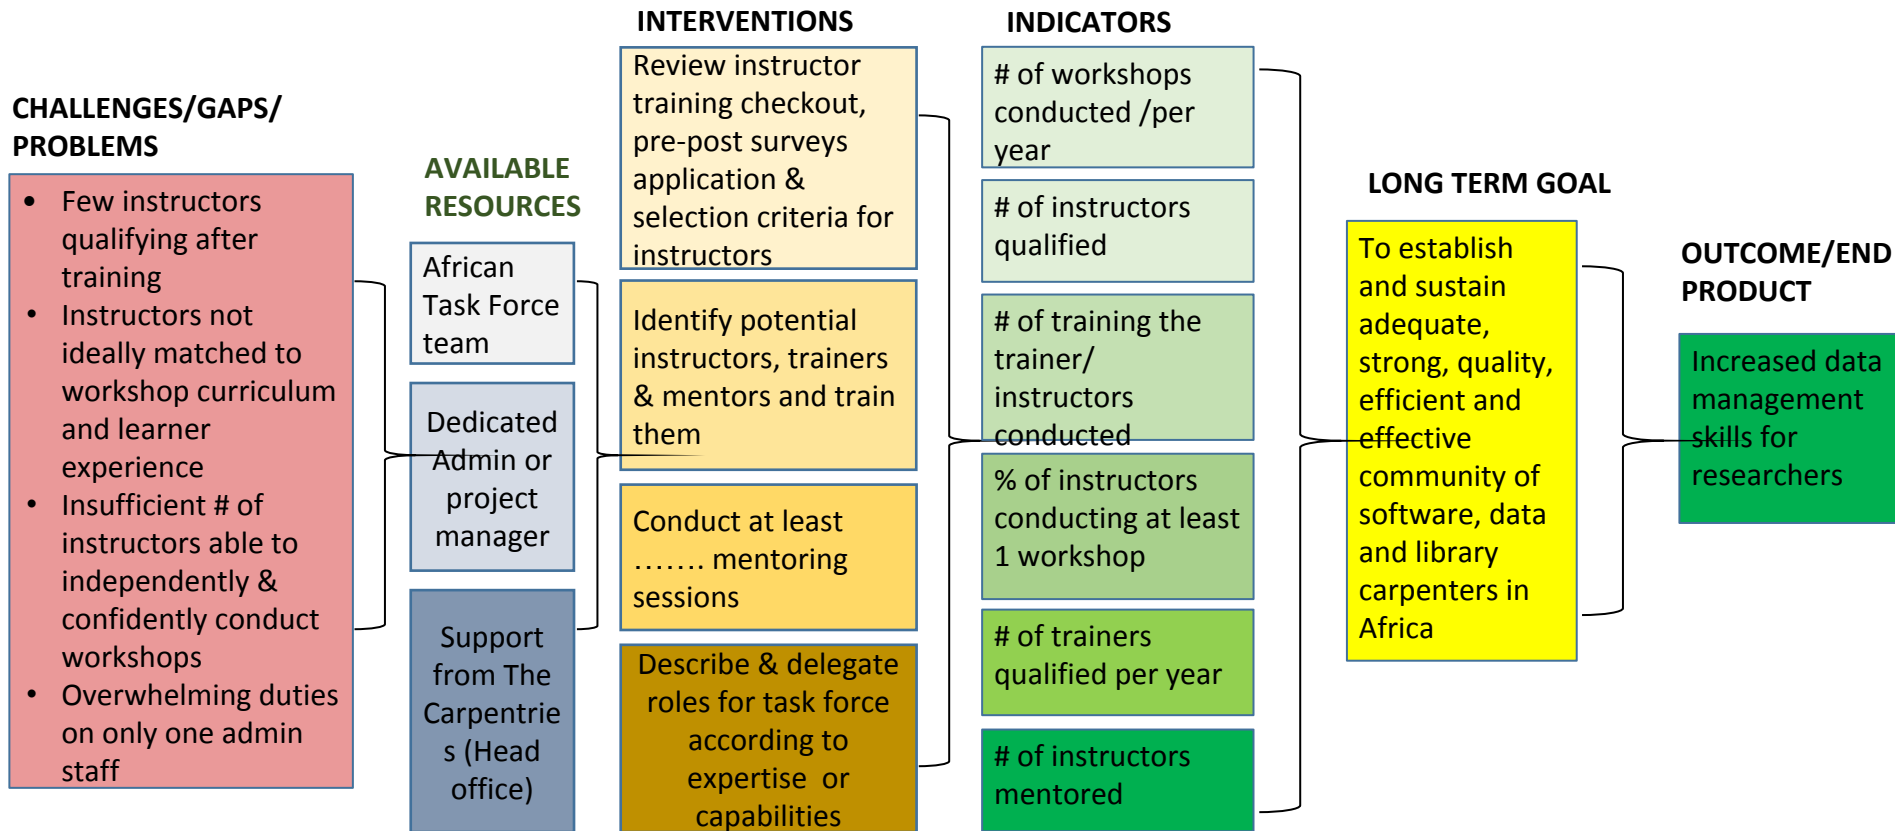 CHALLENGES/GAPS/
PROBLEMS
• Few instructors
qualifying after
training
• Instructors not
ideally matched to
workshop curriculum
and learner
experience
• Insufficient # of
instructors able to
independently &
confidently conduct
workshops
• Overwhelming duties
on only one admin
staff
AVAILABLE
RESOURCES
African
Task Force
team
Dedicated
Admin or
project
manager
Support
from The
Carpentrie
s (Head
office)
INTERVENTIONS
Review instructor
training checkout,
pre-post surveys
application &
selection criteria for
instructors
Identify potential
instructors, trainers
& mentors and train
them
Conduct at least
……. mentoring
sessions
Describe & delegate
roles for task force
according to
expertise or
capabilities
INDICATORS
# of workshops
conducted /per
year
# of instructors
qualified
# of training the
trainer/
instructors
conducted
% of instructors
conducting at least
1 workshop
# of trainers
qualified per year
# of instructors
mentored
LONG TERM GOAL
To establish
and sustain
adequate,
strong, quality,
efficient and
effective
community of
software, data
and library
carpenters in
Africa
OUTCOME/END
PRODUCT
Increased data
management
skills for
researchers